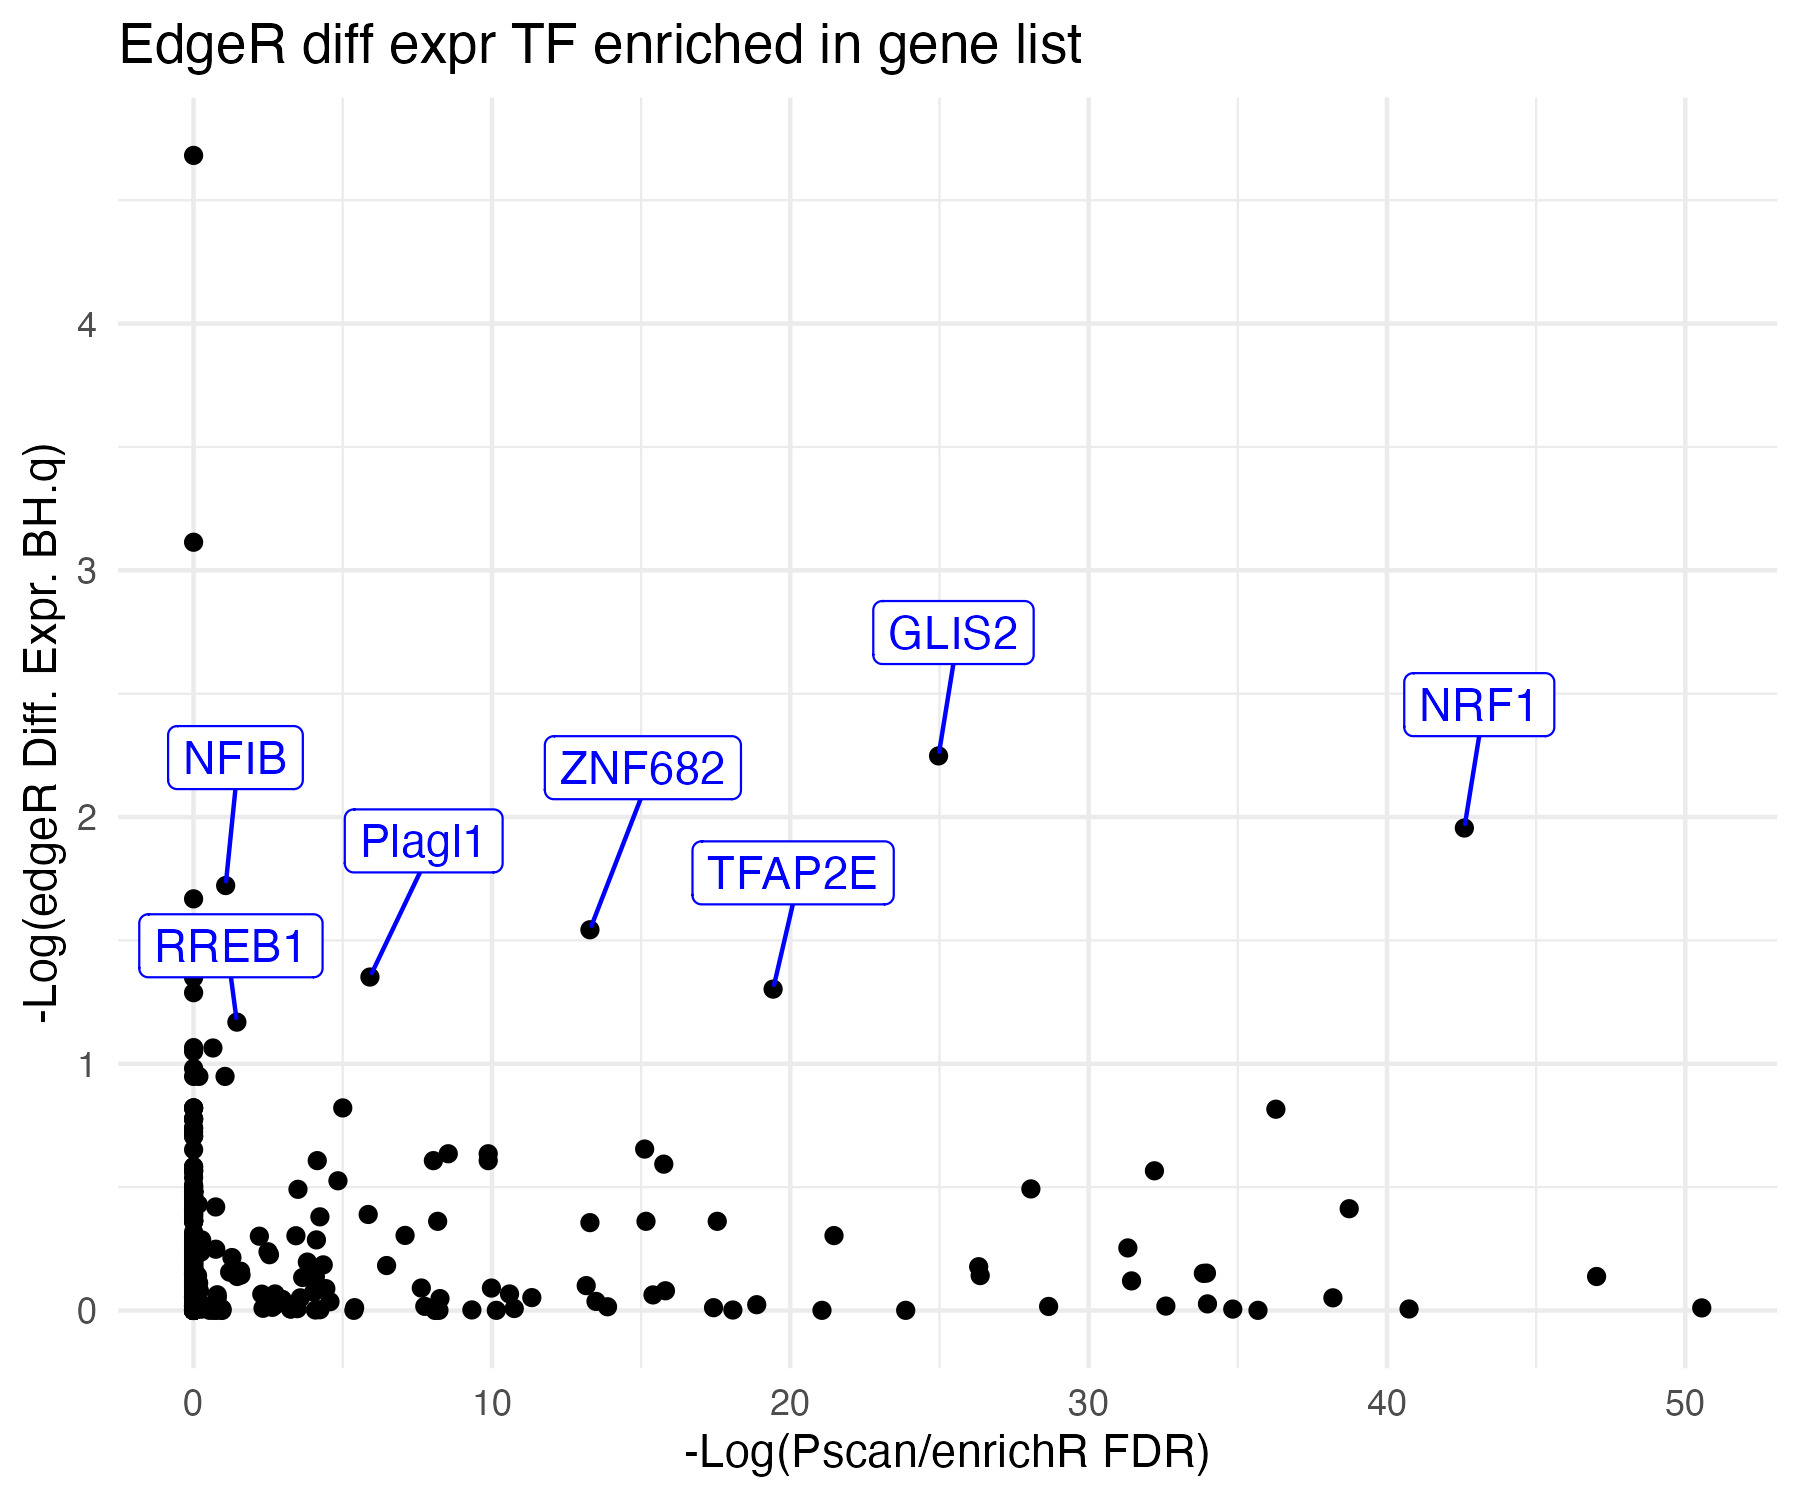 EdgeR diff expr TF enriched in gene list
-Log(edgeR Diff. Expr. BH.q)
4
3
2
1
0
GLIS2
NRF1
NFIB
ZNF682
Plagl1
TFAP2E
RREB1
0
10
20
30
40
50
-Log(Pscan/enrichR FDR)